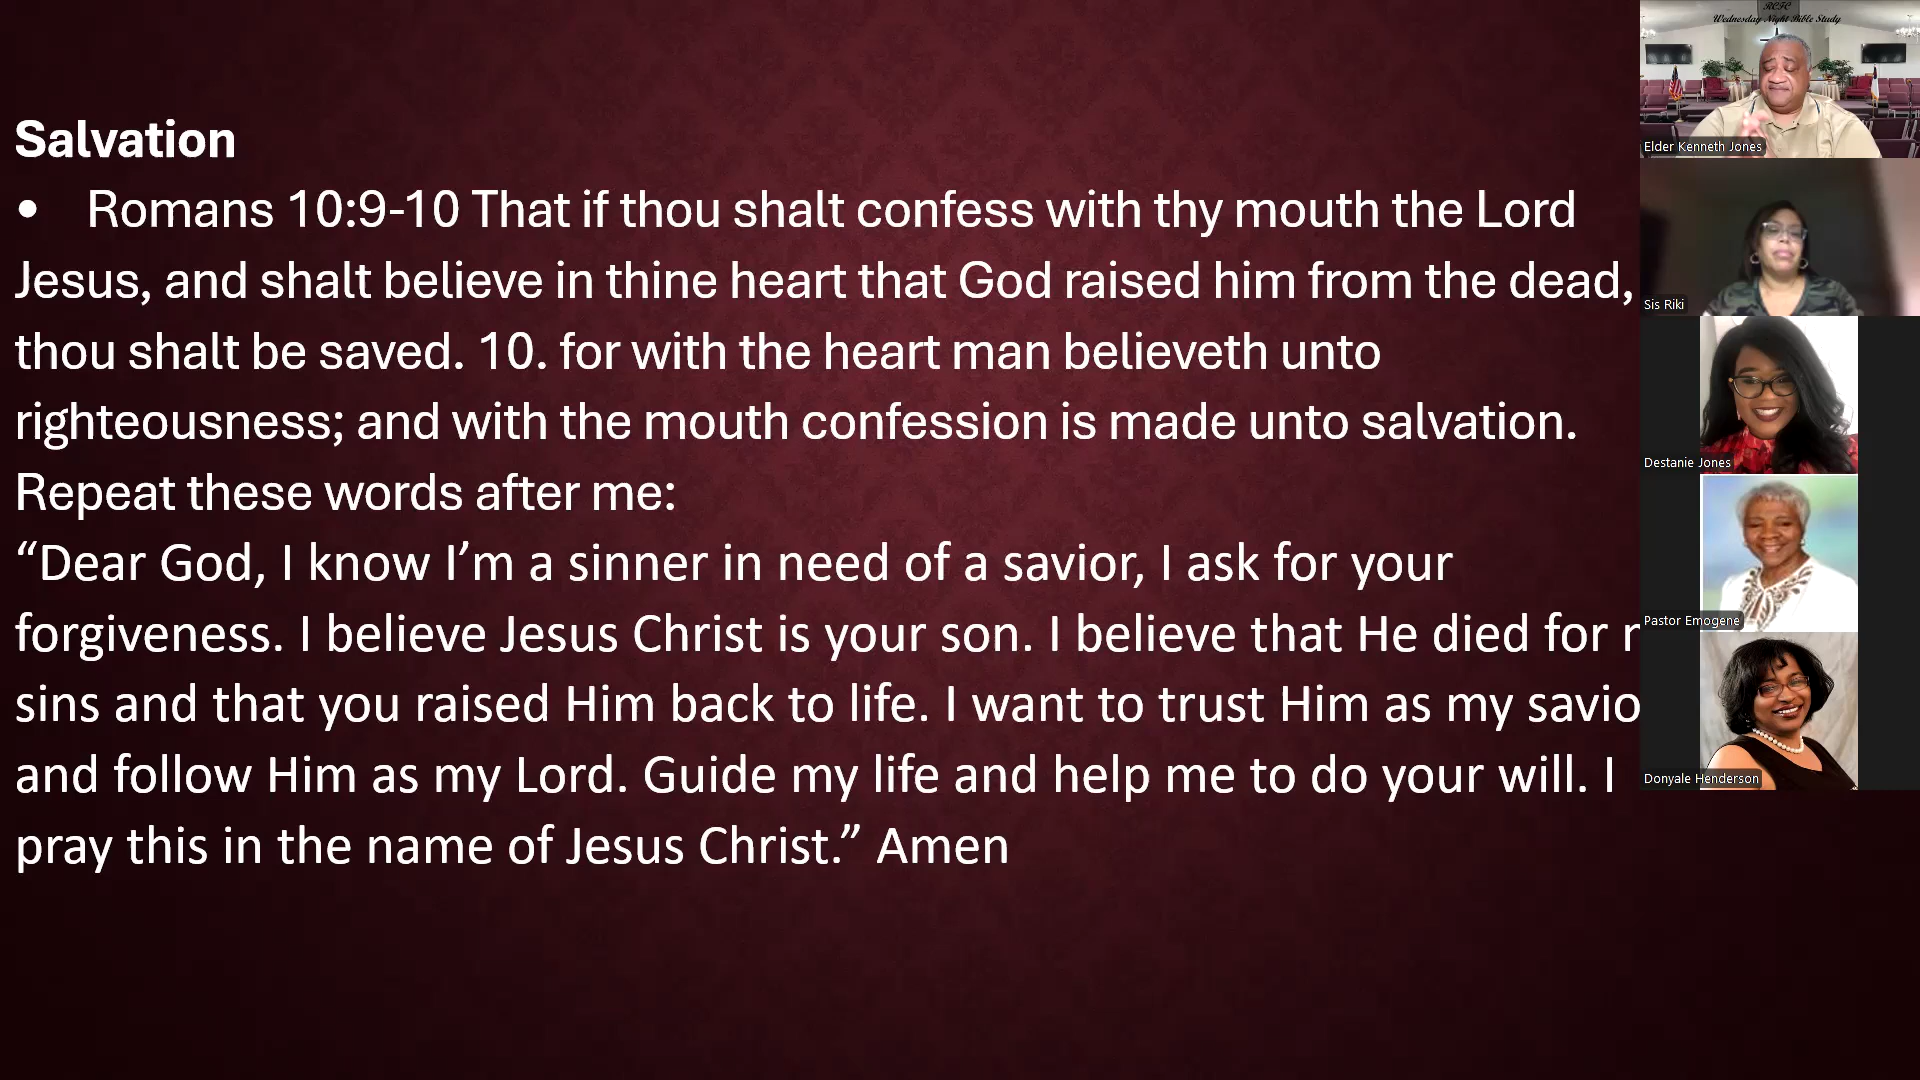 Salvation
• Romans 10:9-10 That if thou shalt confess with thy mouth the Lord
Jesus, and shalt believe in thine heart that God raised him from the dead,
thou shalt be saved. 10. for with the heart man believeth unto
righteousness; and with the mouth confession is made unto salvation.
Repeat these words after me:
“Dear God, I know I’m a sinner in need of a savior, I ask for your
forgiveness. I believe Jesus Christ is your son. I believe that He died for
sins and that you raised Him back to life. I want to trust Him as my savio
and follow Him as my Lord. Guide my life and help me to do your will. I
pray this in the name of Jesus Christ.” Amen
RCFC
Wednesday Night Bible Study
Elder Kenneth Jones
Sis Riki
Destanie Jones
Pastor Emogene
Donyale Henderson